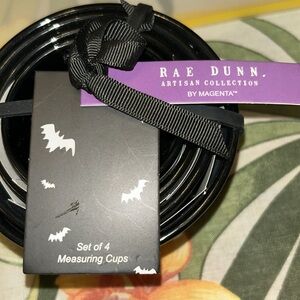 RAE DUNN.
ARTISAN COLLECTION
BY MAGENTA™
Set of 4
Measuring Cups